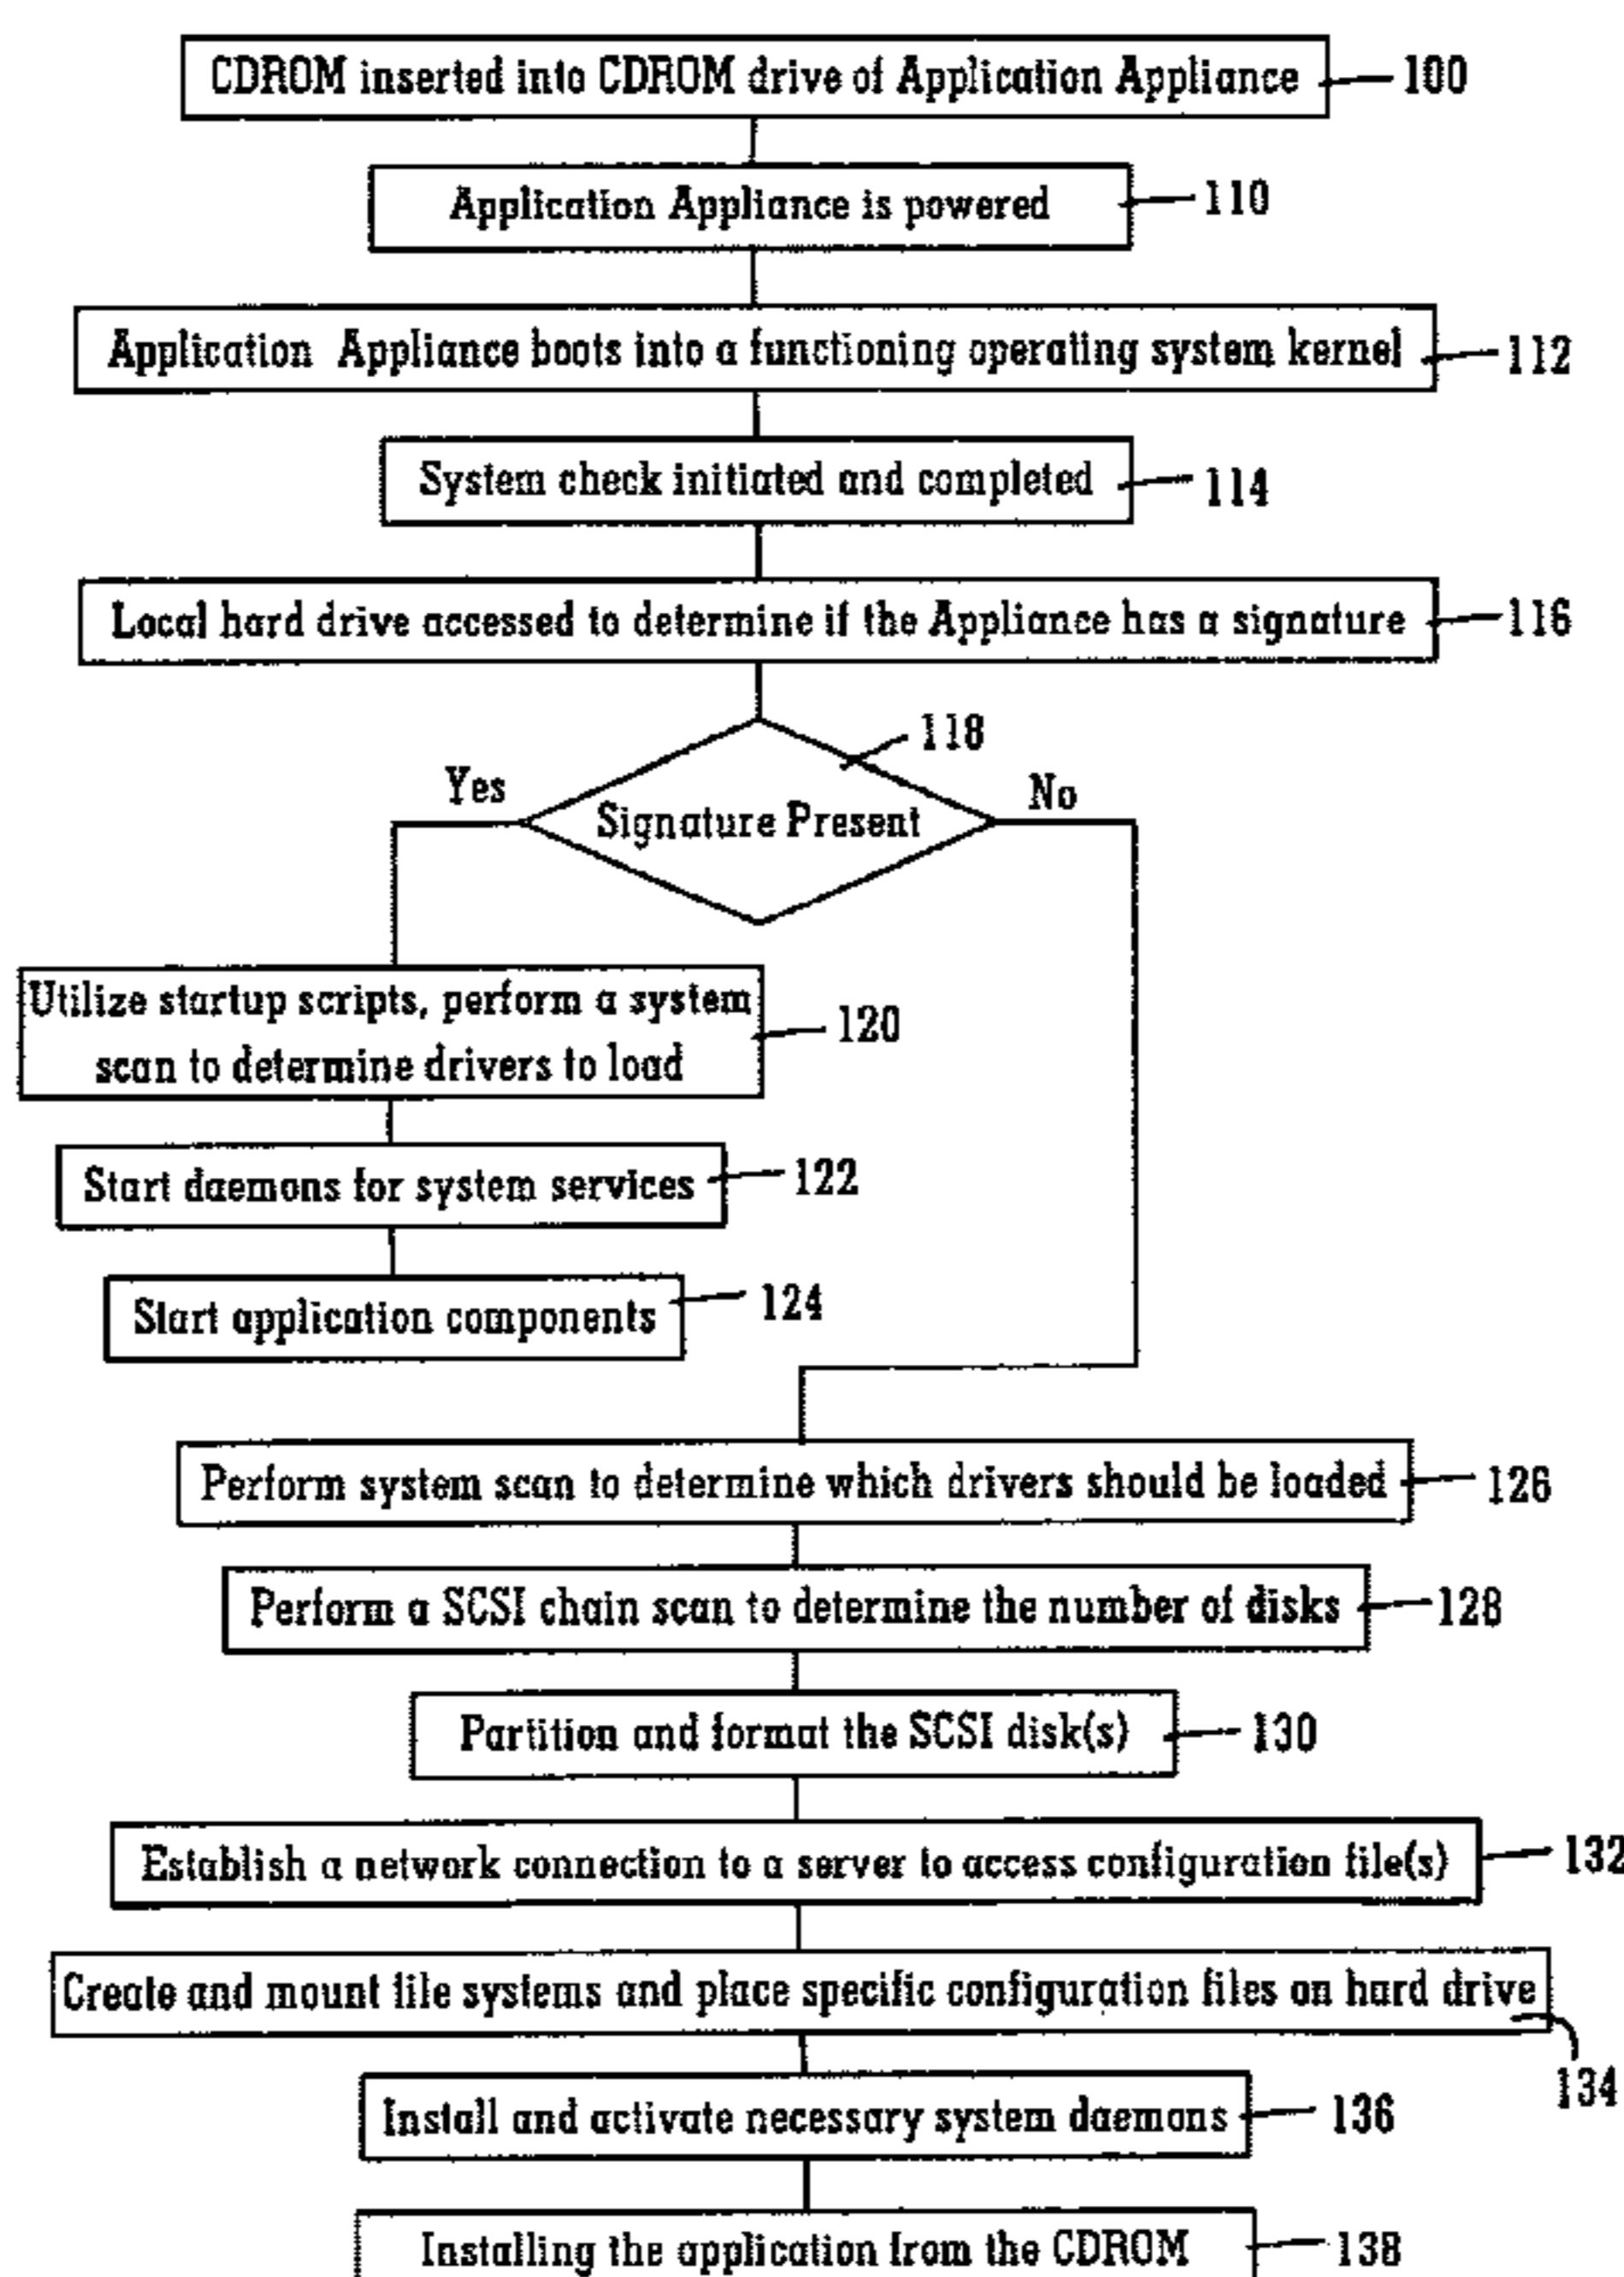 CDROM inserted into CDROM drive of Application Appliance
100
Application Appliance is powered
110
Application Appliance boots into a functioning operating system kernel
112
System check initiated and completed
114
Local hard drive accessed to determine if the Appliance has a signature
116
118
Yes
No
Signature Present
Utilize startup scripts, perform a system
scan to determine drivers to load
120
Start daemons for system services
122
Start application components
124
Perform system scan to determine which drivers should be loaded
126
Perform a SCSI chain scan to determine the number of disks
128
Partition and format the SCSI disk(s)
130
Establish a network connection to a server to access configuration file(s)
132
Create and mount file systems and place specific configuration files on hard drive
134
Install and activate necessary system daemons
136
Installing the application from the CDROM
138